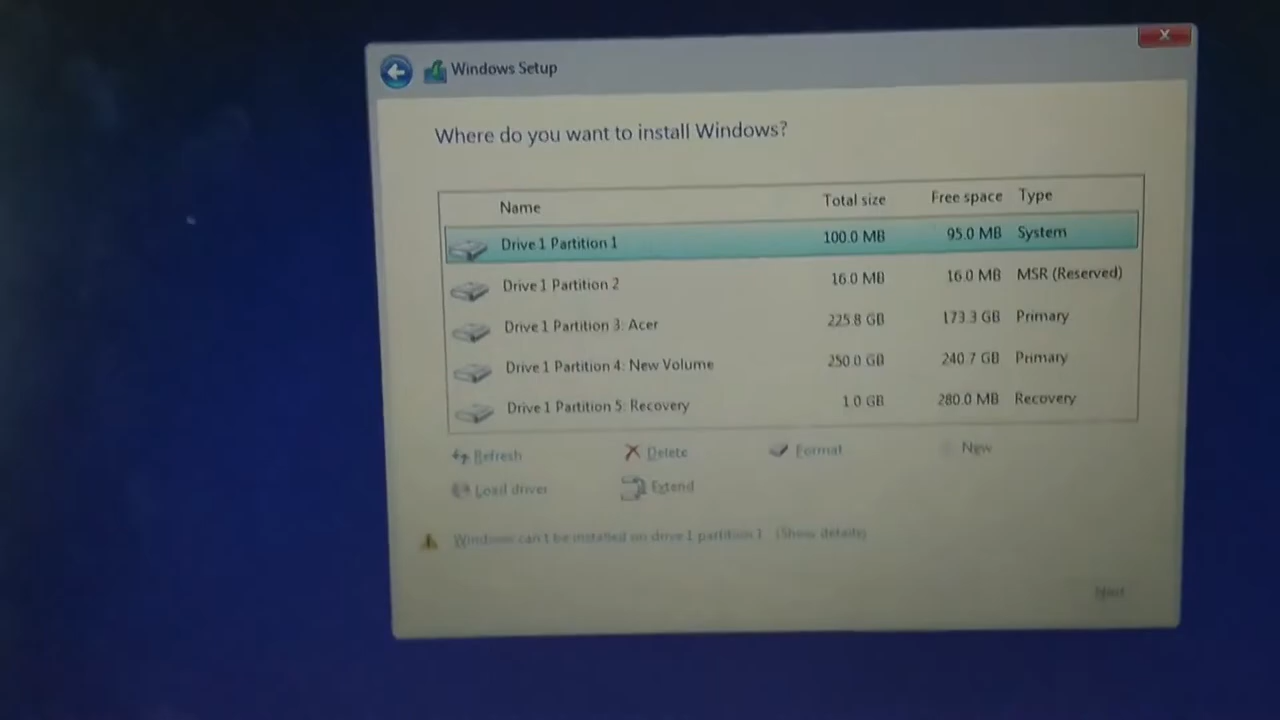 Windows Setup
Where do you want to install Windows?
Name Total size Free space Type
Drive 1 Partition 1 100.0 MB 95.0 MB System
Drive 1 Partition 2 16.0 MB 16.0 MB MSR (Reserved)
Drive 1 Partition 3: Acer 225.8 GB 173.3 GB Primary
Drive 1 Partition 4: New Volume 250.0 GB 240.7 GB Primary
Drive 1 Partition 5: Recovery 1.0 GB 280.0 MB Recovery
Refresh Delete Format New
Load driver Extend
Windows can't be installed on drive 1 partition 1. (Show details)
Next